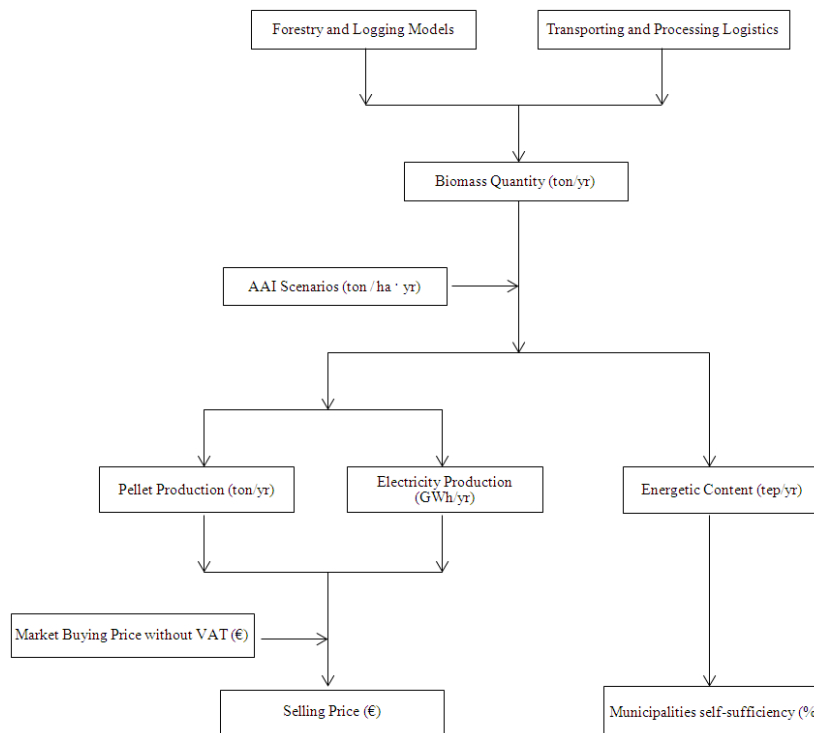 Forestry and Logging Models
Transporting and Processing Logistics
Biomass Quantity (ton/yr)
AAI Scenarios (ton / ha · yr)
Pellet Production (ton/yr)
Electricity Production
(GWh/yr)
Energetic Content (tep/yr)
Market Buying Price without VAT (€)
Selling Price (€)
Municipalities self-sufficiency (%